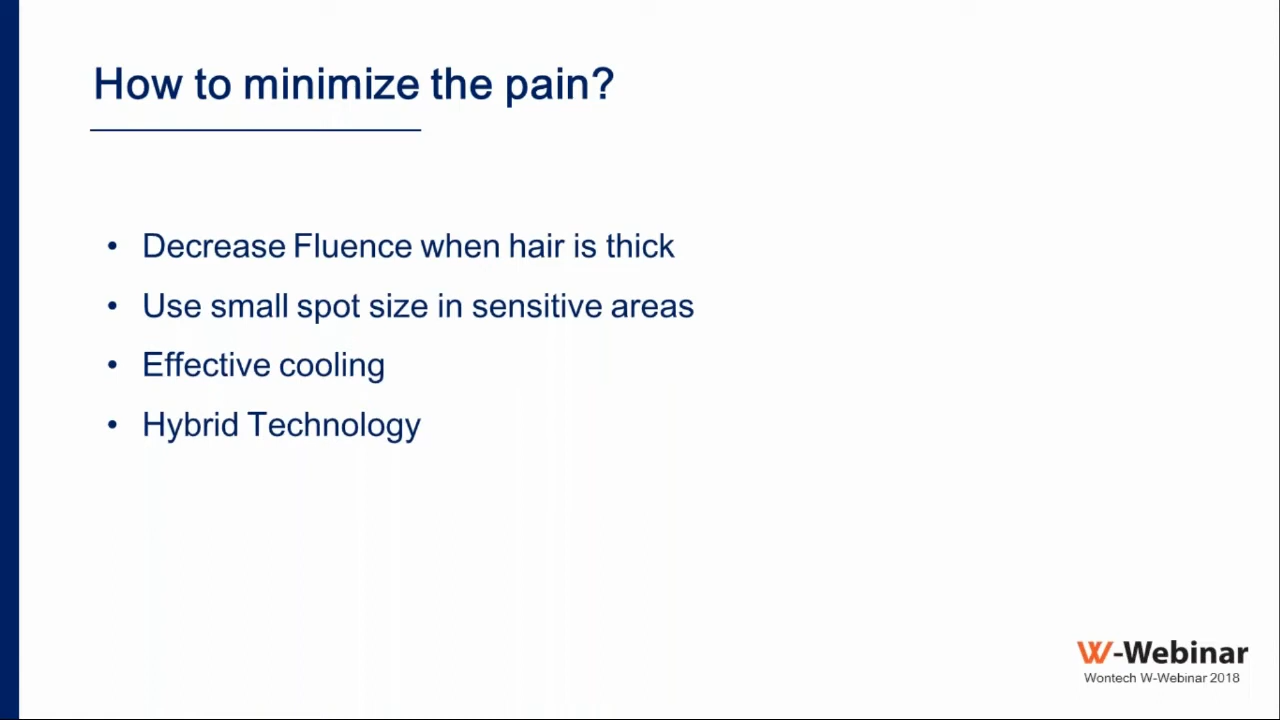 How to minimize the pain?
• Decrease Fluence when hair is thick
• Use small spot size in sensitive areas
• Effective cooling
• Hybrid Technology
W-Webinar
Wontech W-Webinar 2018